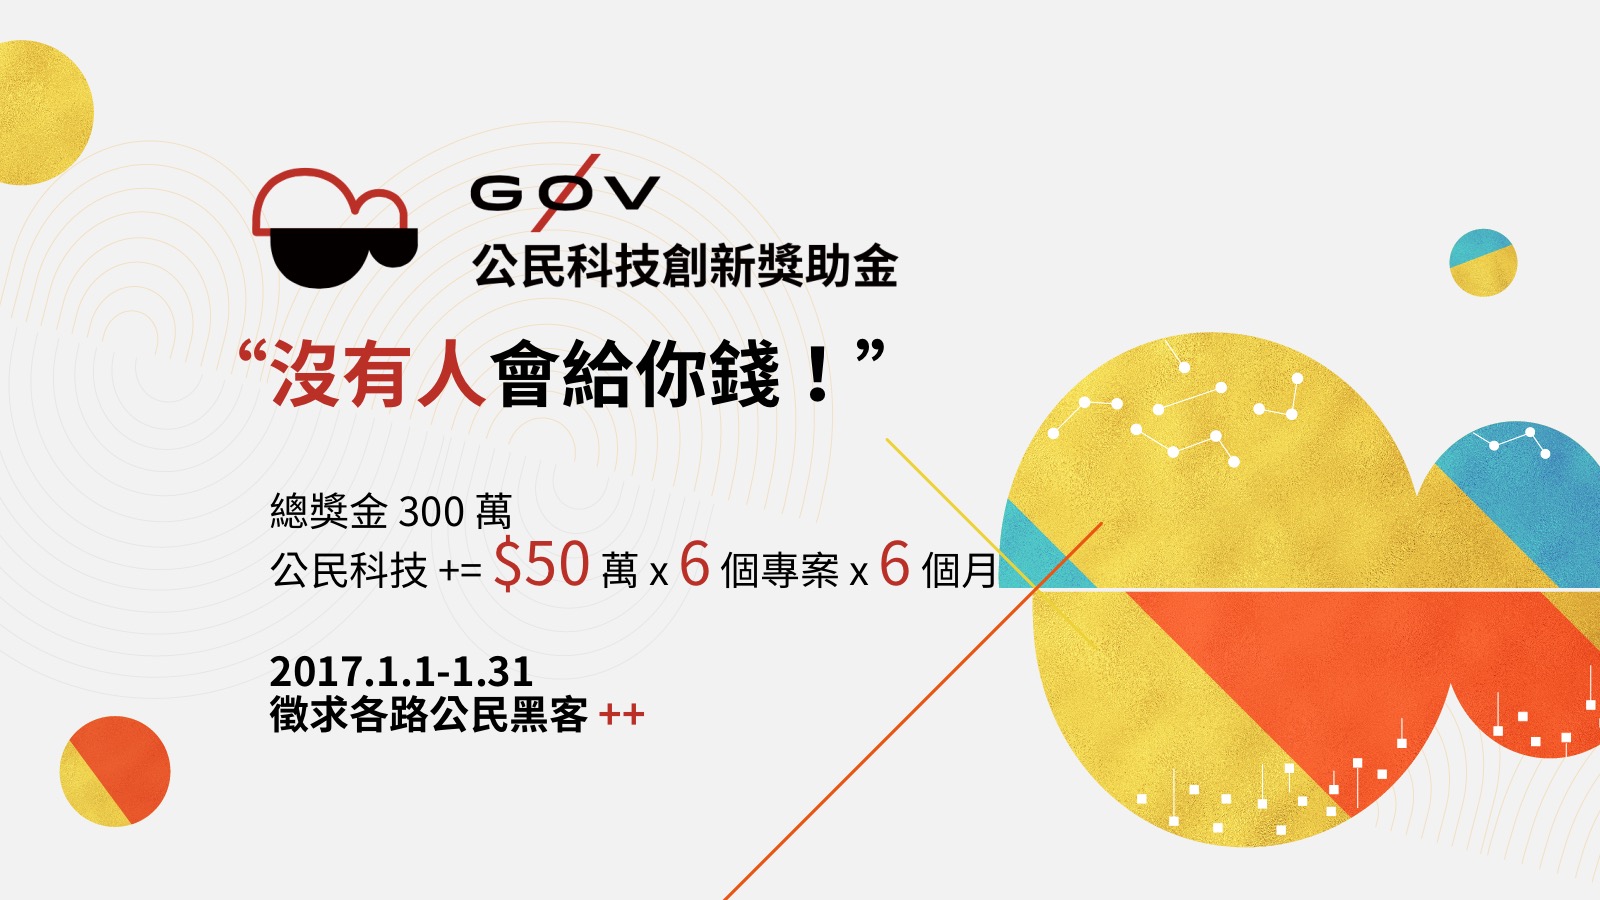 GØV
公民科技創新獎助金
“沒有人會給你錢！”
總獎金 300 萬
公民科技 += $50 萬 x 6 個專案 x 6 個月
2017.1.1-1.31
徵求各路公民黑客 ++